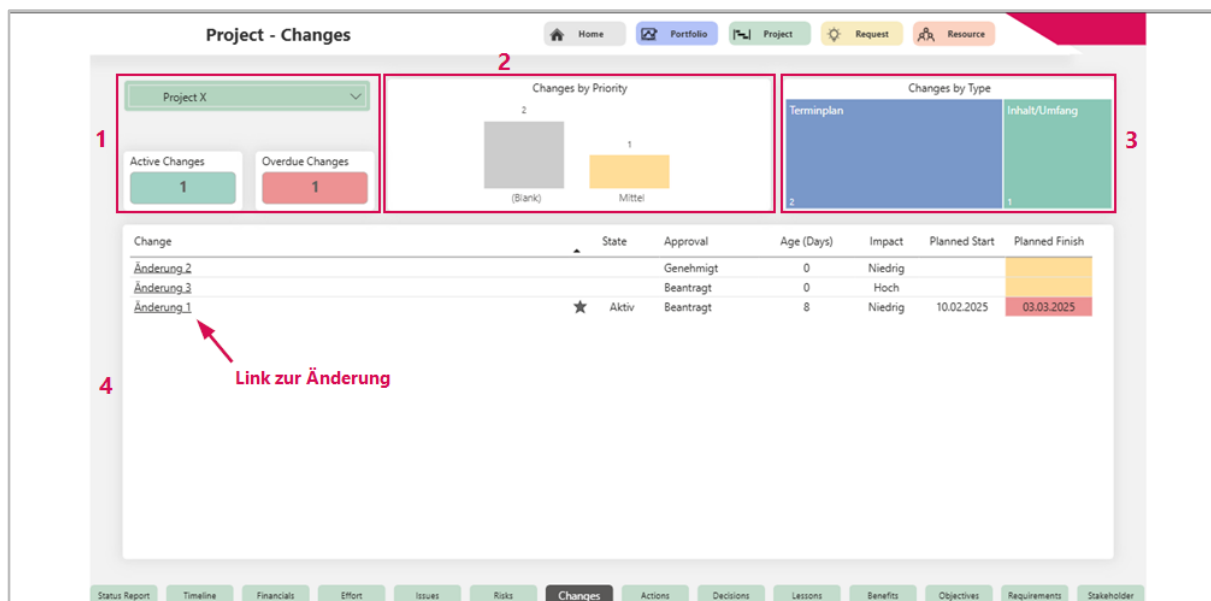 Project - Changes
Home
Portfolio
Project
Request
Resource
1
Project X
Active Changes
1
Overdue Changes
1
2
Changes by Priority
2
1
(Blank)
Mittel
3
Changes by Type
Terminplan
2
Inhalt/Umfang
1
4
Change State Approval Age (Days) Impact Planned Start Planned Finish
Änderung 2 Genehmigt 0 Niedrig
Änderung 3 Beantragt 0 Hoch
Änderung 1 Aktiv Beantragt 8 Niedrig 10.02.2025 03.03.2025
Link zur Änderung
Status Report Timeline Financials Effort Issues Risks Changes Actions Decisions Lessons Benefits Objectives Requirements Stakeholder